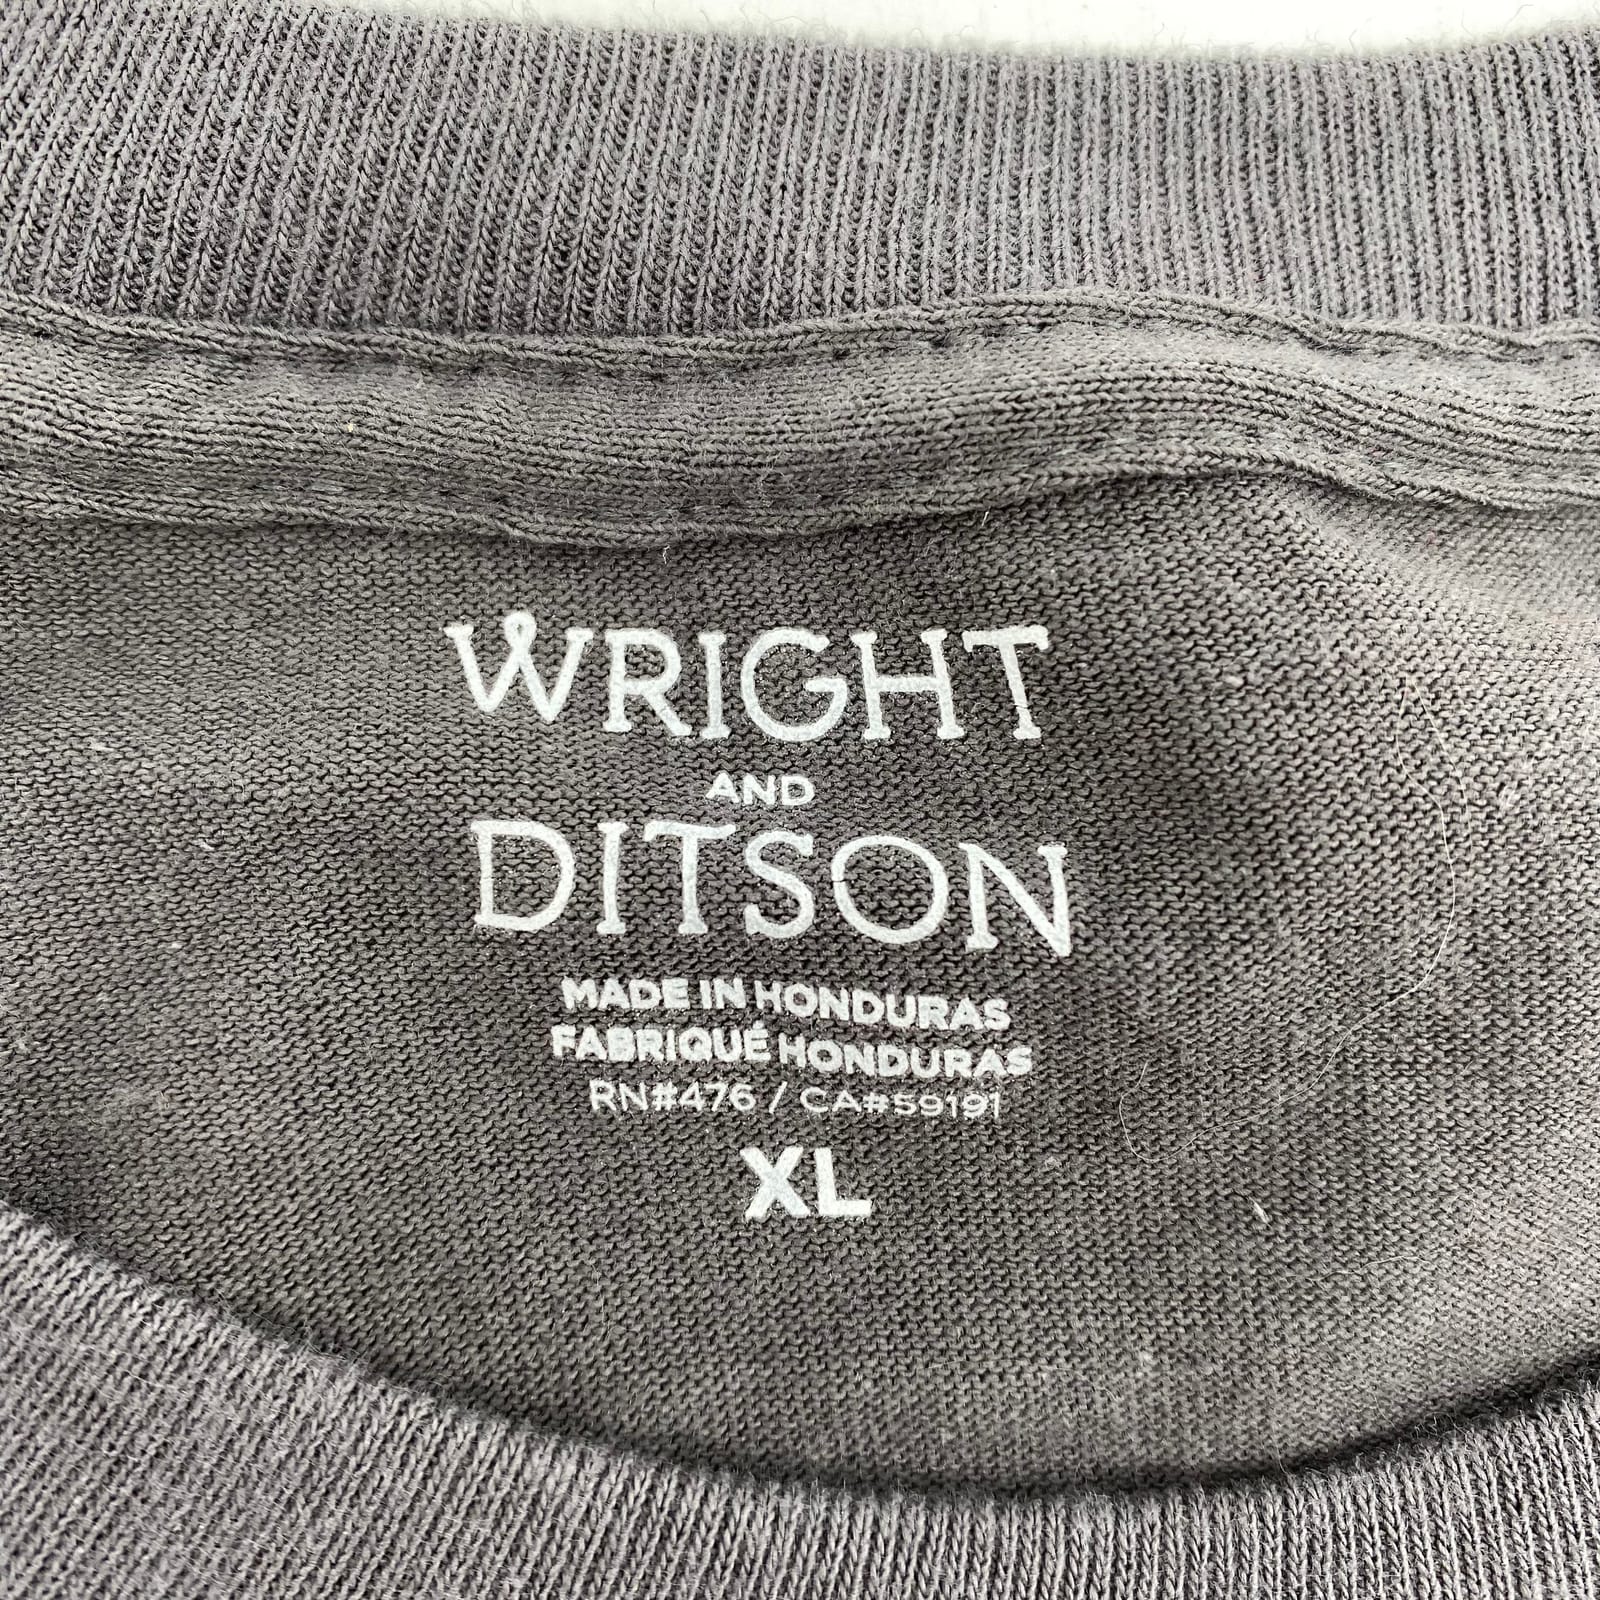 WRIGHT
AND
DITSON
MADE IN HONDURAS
FABRIQUÉ HONDURAS
RN#476 / CA#59191
XL